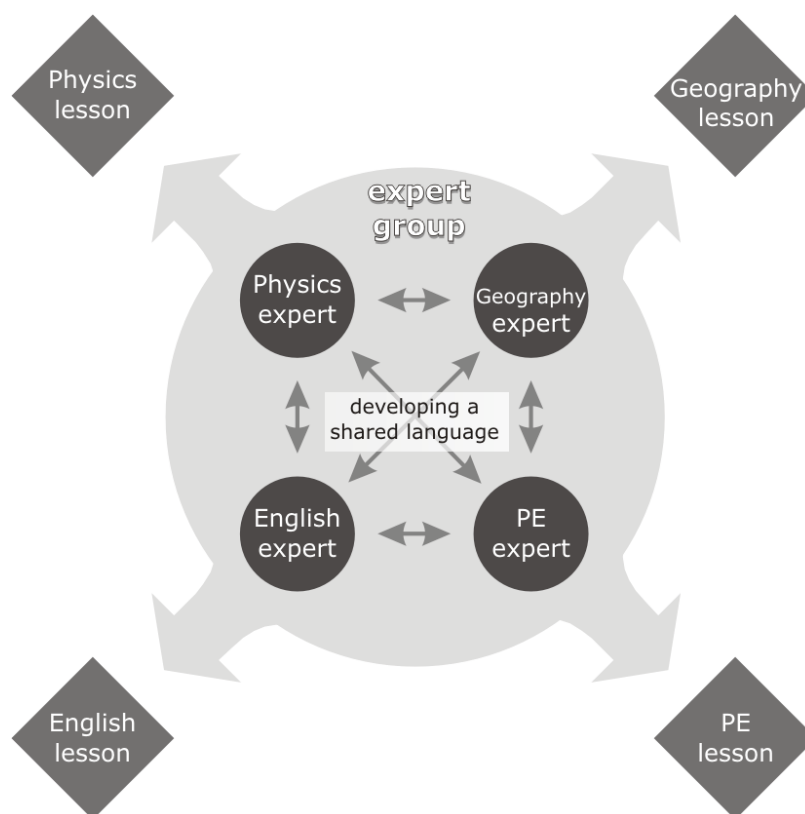 Physics
lesson
Geography
lesson
expert
group
Physics
expert
Geography
expert
developing a
shared language
English
expert
PE
expert
English
lesson
PE
lesson